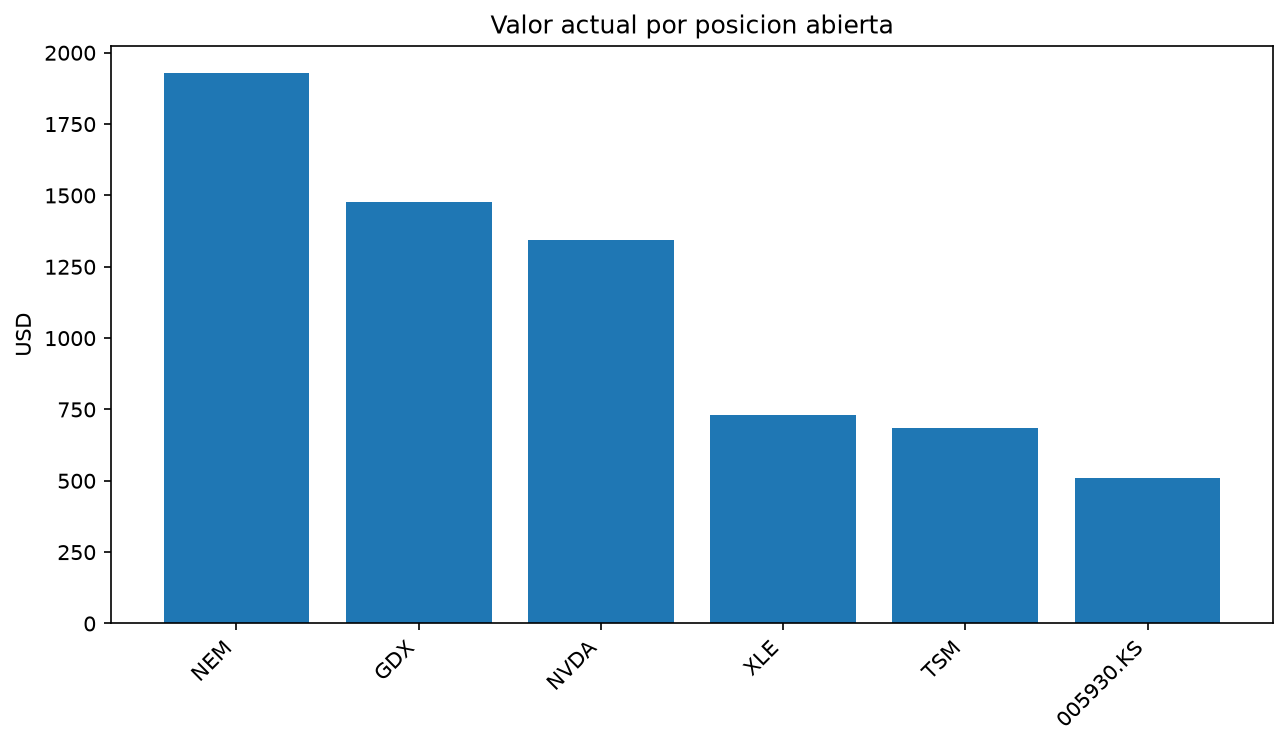 Valor actual por posicion abierta
USD
2000
1750
1500
1250
1000
750
500
250
0
NEM
GDX
NVDA
XLE
TSM
005930.KS